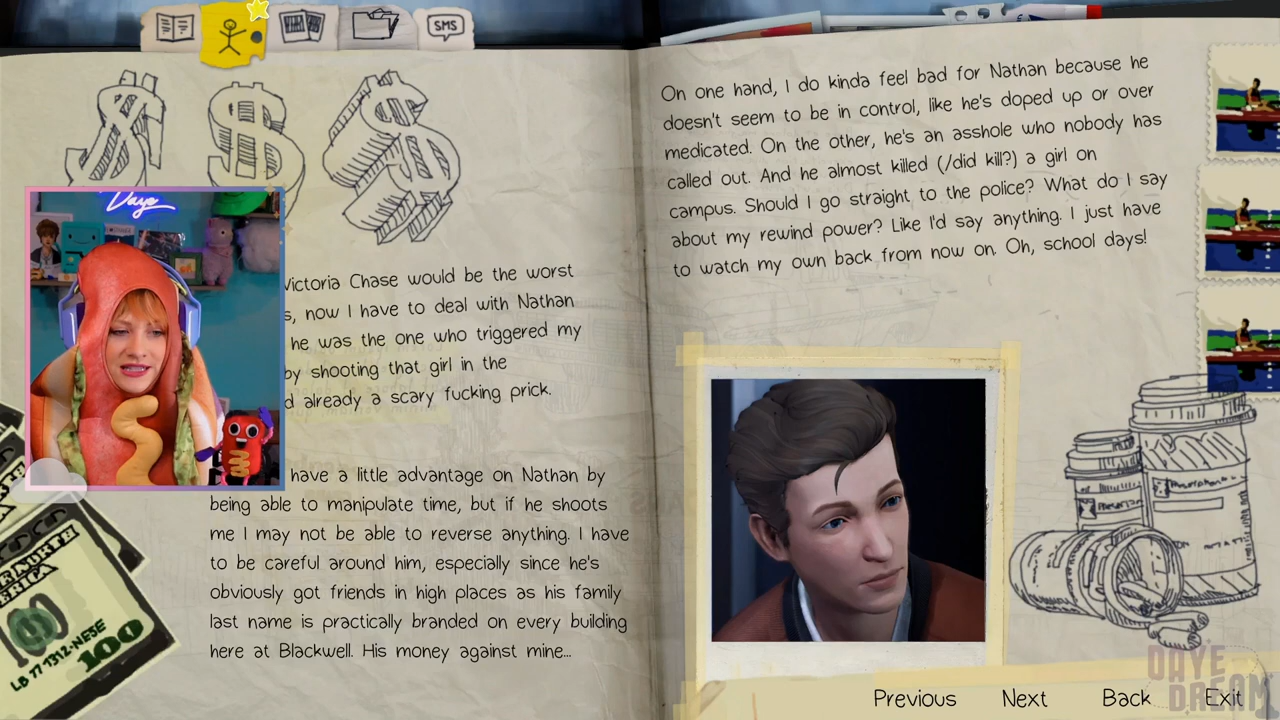 SMS
Daye
Victoria Chase would be the worst
s, now I have to deal with Nathan
he was the one who triggered my
by shooting that girl in the
d already a scary fucking prick.
have a little advantage on Nathan by
being able to manipulate time, but if he shoots
me I may not be able to reverse anything. I have
to be careful around him, especially since he's
obviously got friends in high places as his family
last name is practically branded on every building
here at Blackwell. His money against mine...
LB 77 1312-NESE
100
On one hand, I do kinda feel bad for Nathan because he
doesn't seem to be in control, like he's doped up or over
medicated. On the other, he's an asshole who nobody has
called out. And he almost killed (/did kill?) a girl on
campus. Should I go straight to the police? What do I say
about my rewind power? Like I'd say anything. I just have
to watch my own back from now on. Oh, school days!
DAYE
DREAM
Previous Next Back Exit